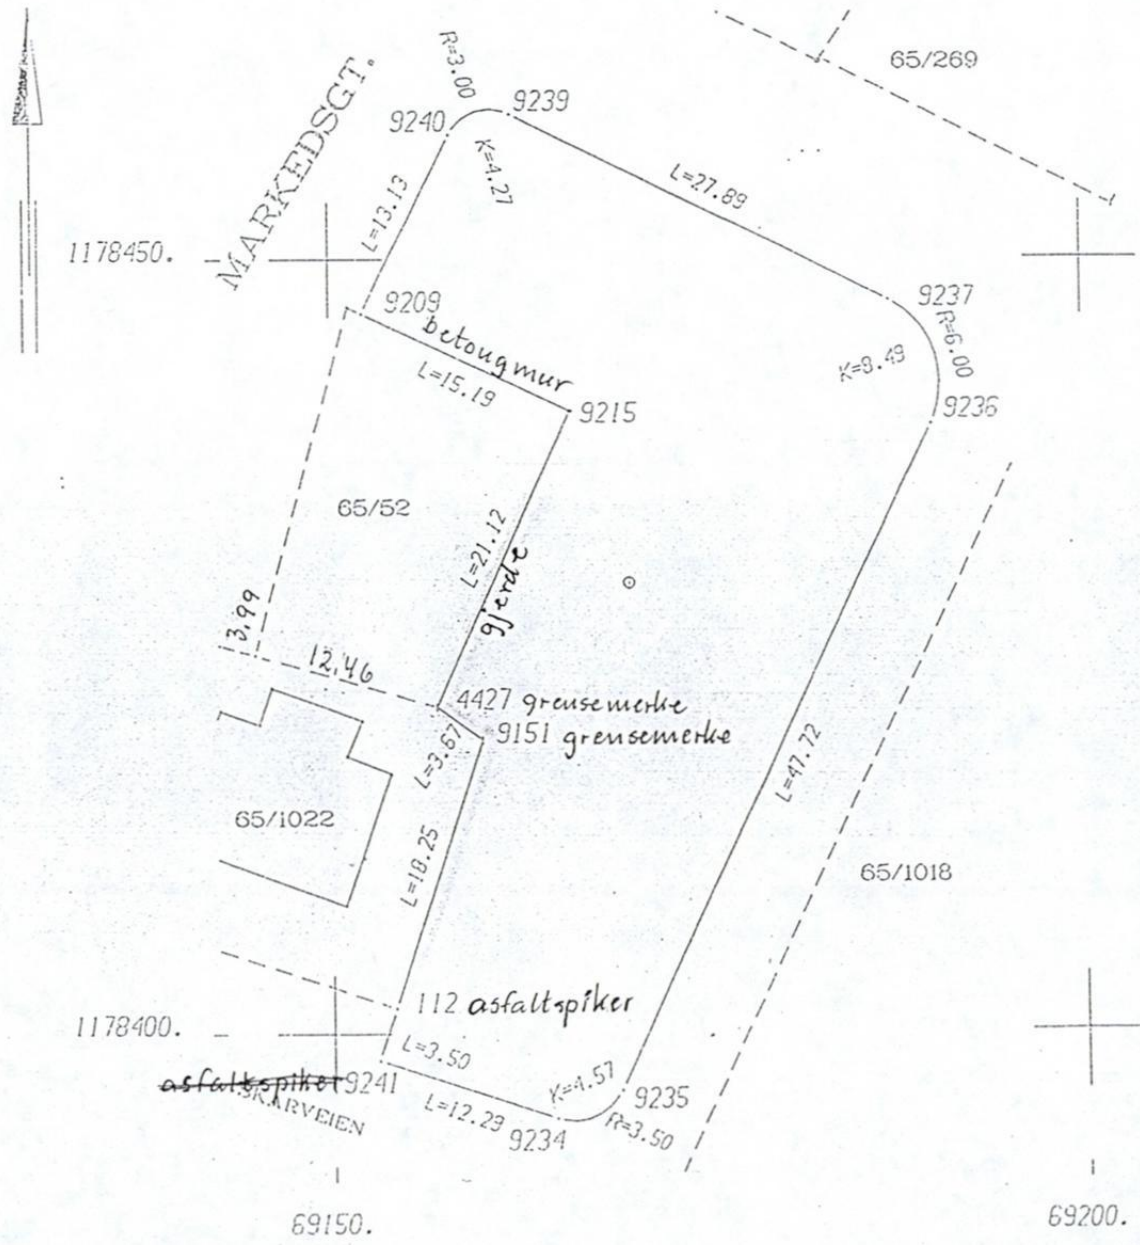 65/269
R=3.00
MARKEDSGT.
9240
9239
K=4.27
L=27.89
L=13.13
1178450.
9209
betougmur
L=15.19
9215
9237
R=6.00
K=8.49
9236
65/52
L=21.12
gjerde
3.99
12.46
4427 grensemerke
9151 grensemerke
L=3.67
L=47.72
65/1022
L=18.25
65/1018
112 asfaltspiker
1178400.
L=3.50
asfaltspiker 9241
SKARVEIEN
L=12.29
K=4.57
9235
R=3.50
9234
69150.
69200.